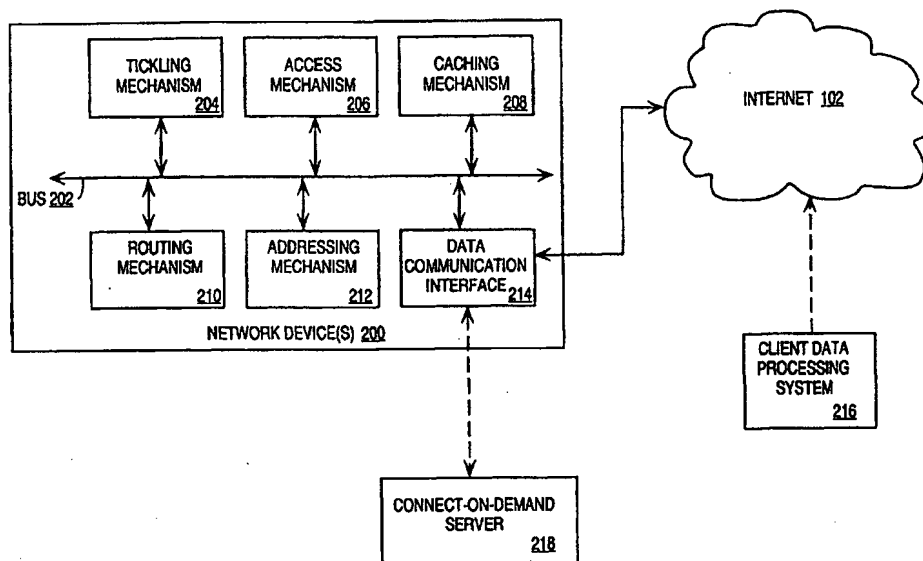 TICKLING
MECHANISM
204
ACCESS
MECHANISM
206
CACHING
MECHANISM
208
INTERNET 102
BUS 202
ROUTING
MECHANISM
210
ADDRESSING
MECHANISM
212
DATA
COMMUNICATION
INTERFACE
214
NETWORK DEVICE(S) 200
CLIENT DATA
PROCESSING
SYSTEM
216
CONNECT-ON-DEMAND
SERVER
218